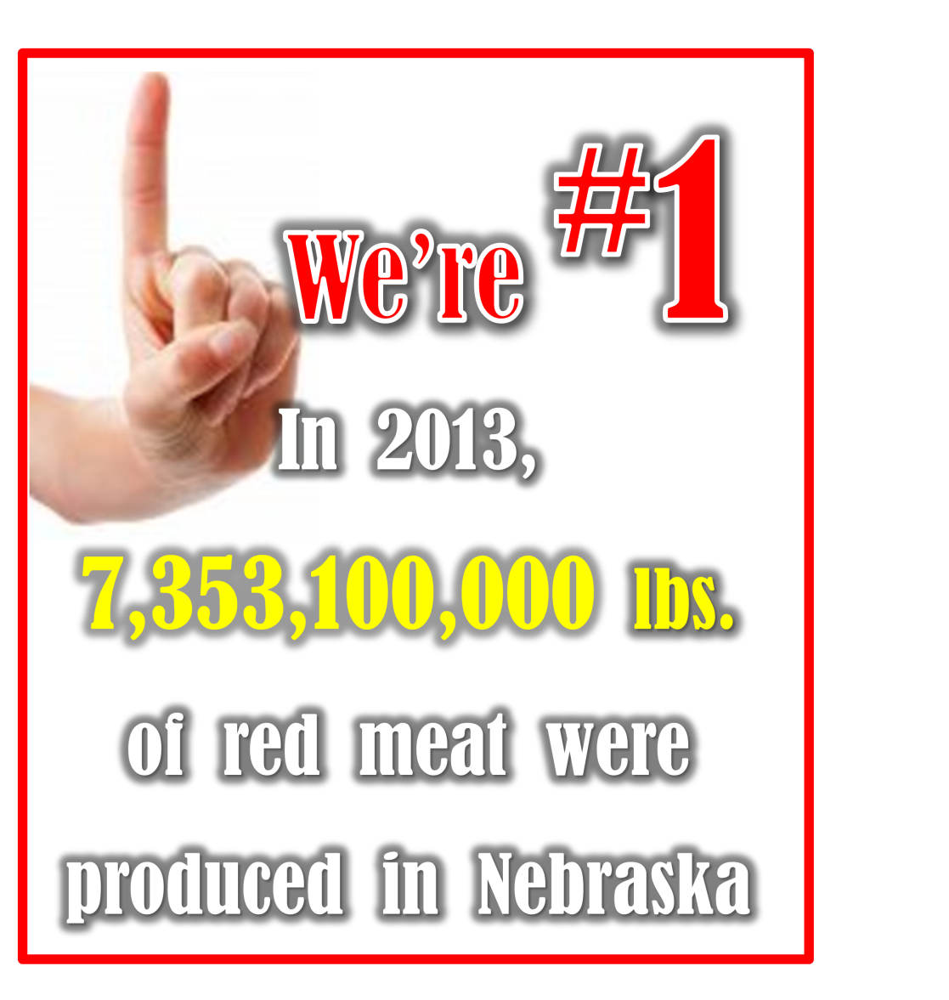 We're #1
In 2013,
7,353,100,000 lbs.
of red meat were
produced in Nebraska